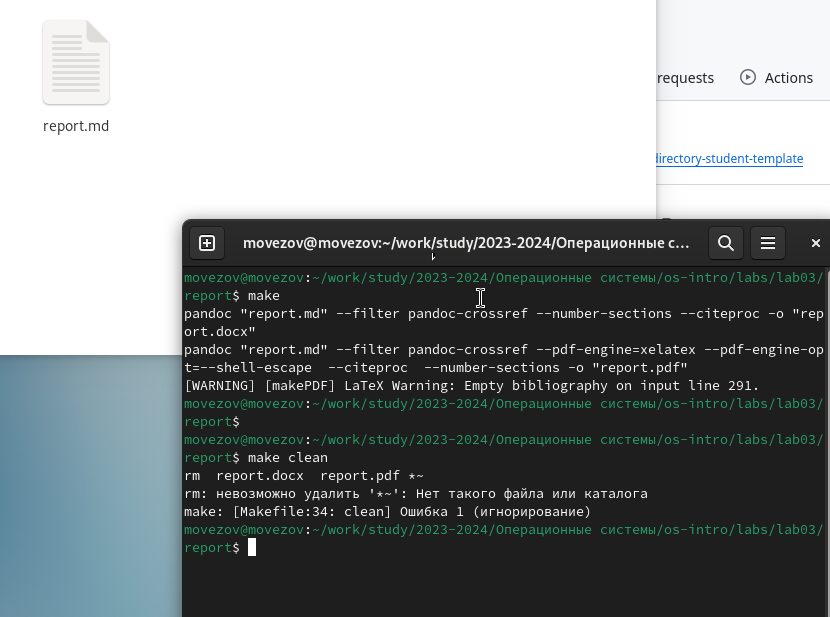 report.md
requests
Actions
directory-student-template
movezov@movezov:~/work/study/2023-2024/Операционные с...
movezov@movezov:~/work/study/2023-2024/Операционные системы/os-intro/labs/lab03/
report$ make
pandoc "report.md" --filter pandoc-crossref --number-sections --citeproc -o "rep
ort.docx"
pandoc "report.md" --filter pandoc-crossref --pdf-engine=xelatex --pdf-engine-op
t=--shell-escape  --citeproc  --number-sections -o "report.pdf"
[WARNING] [makePDF] LaTeX Warning: Empty bibliography on input line 291.
movezov@movezov:~/work/study/2023-2024/Операционные системы/os-intro/labs/lab03/
report$
movezov@movezov:~/work/study/2023-2024/Операционные системы/os-intro/labs/lab03/
report$ make clean
rm  report.docx  report.pdf *~
rm: невозможно удалить '*~': Нет такого файла или каталога
make: [Makefile:34: clean] Ошибка 1 (игнорирование)
movezov@movezov:~/work/study/2023-2024/Операционные системы/os-intro/labs/lab03/
report$